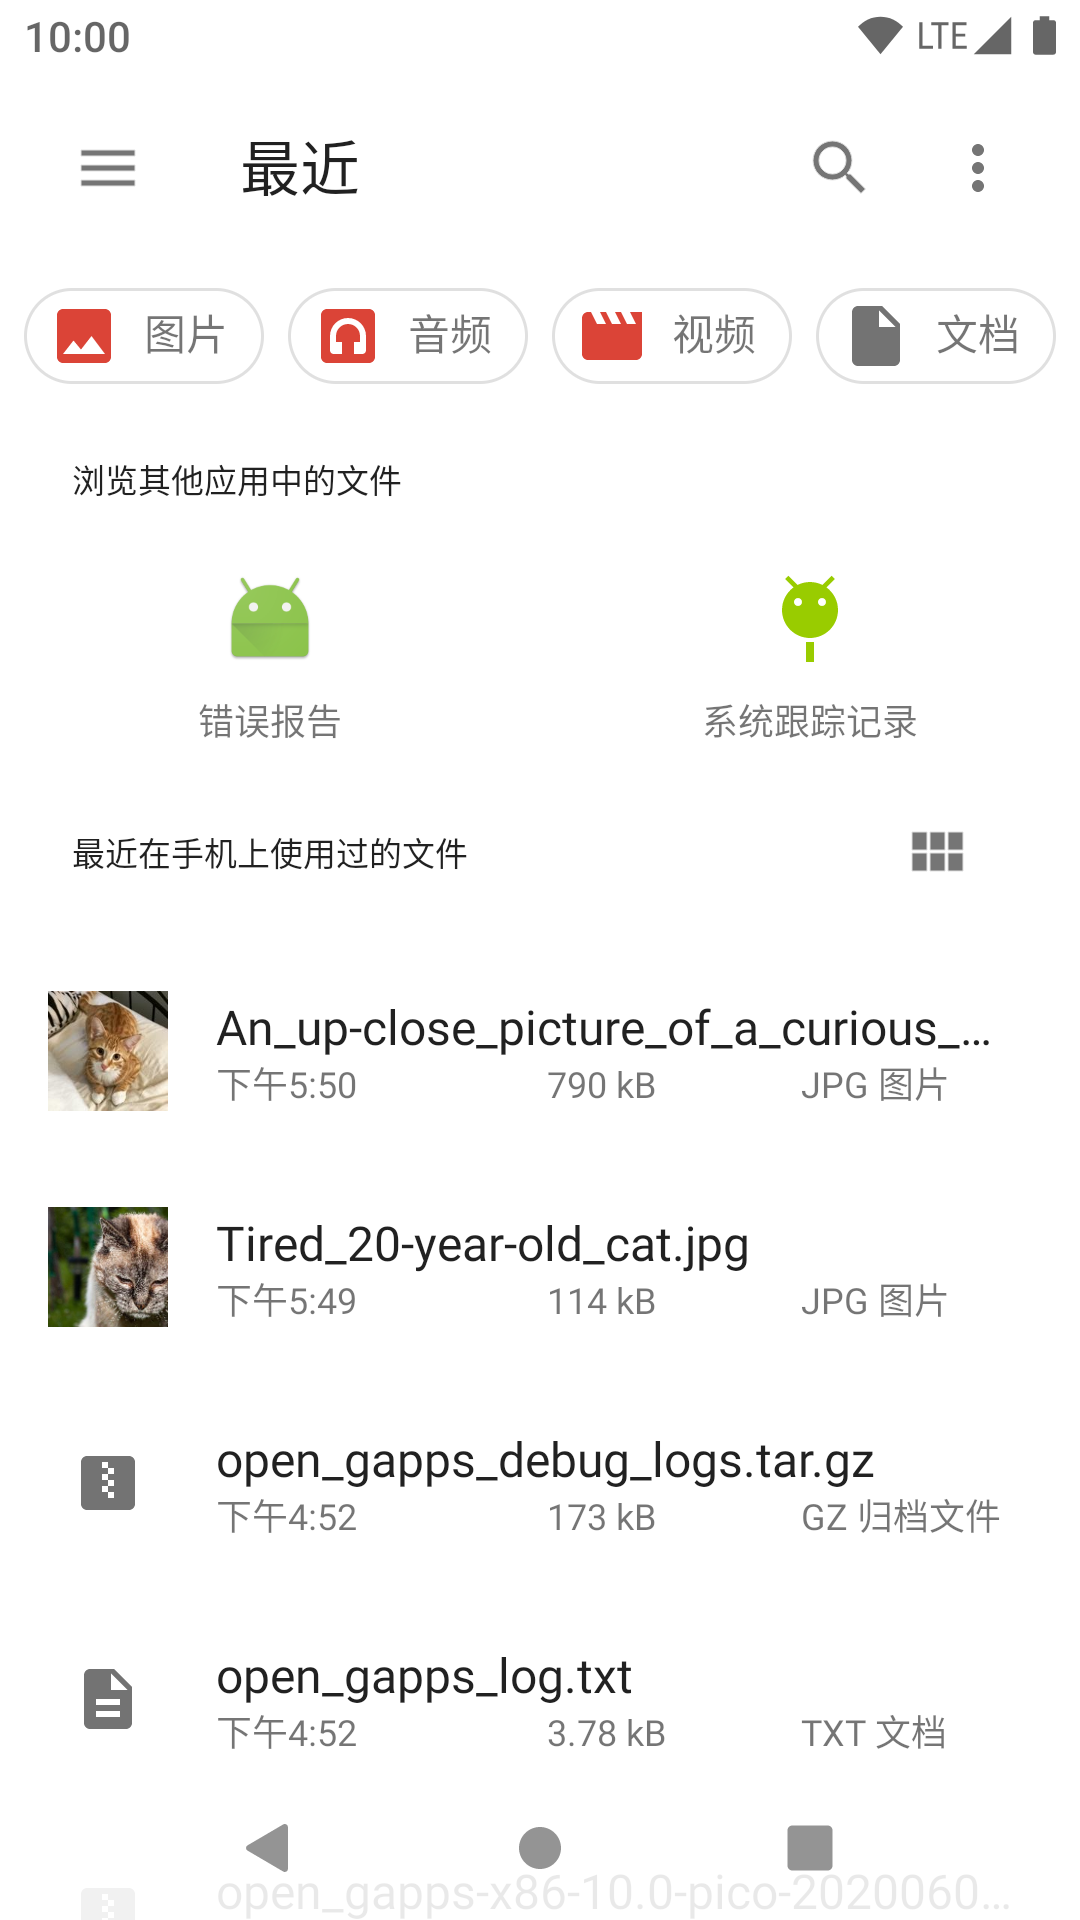 10:00 LTE
最近
图片 音频 视频 文档
浏览其他应用中的文件
错误报告 系统跟踪记录
最近在手机上使用过的文件
An_up-close_picture_of_a_curious_…
下午5:50 790 kB JPG 图片
Tired_20-year-old_cat.jpg
下午5:49 114 kB JPG 图片
open_gapps_debug_logs.tar.gz
下午4:52 173 kB GZ 归档文件
open_gapps_log.txt
下午4:52 3.78 kB TXT 文档
open_gapps-x86-10.0-pico-2020060…